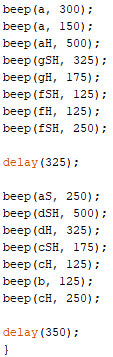 beep(a, 300);
beep(a, 150);
beep(aH, 500);
beep(gSH, 325);
beep(gH, 175);
beep(fSH, 125);
beep(fH, 125);
beep(fSH, 250);
delay(325);
beep(aS, 250);
beep(dSH, 500);
beep(dH, 325);
beep(cSH, 175);
beep(cH, 125);
beep(b, 125);
beep(cH, 250);
delay(350);
}